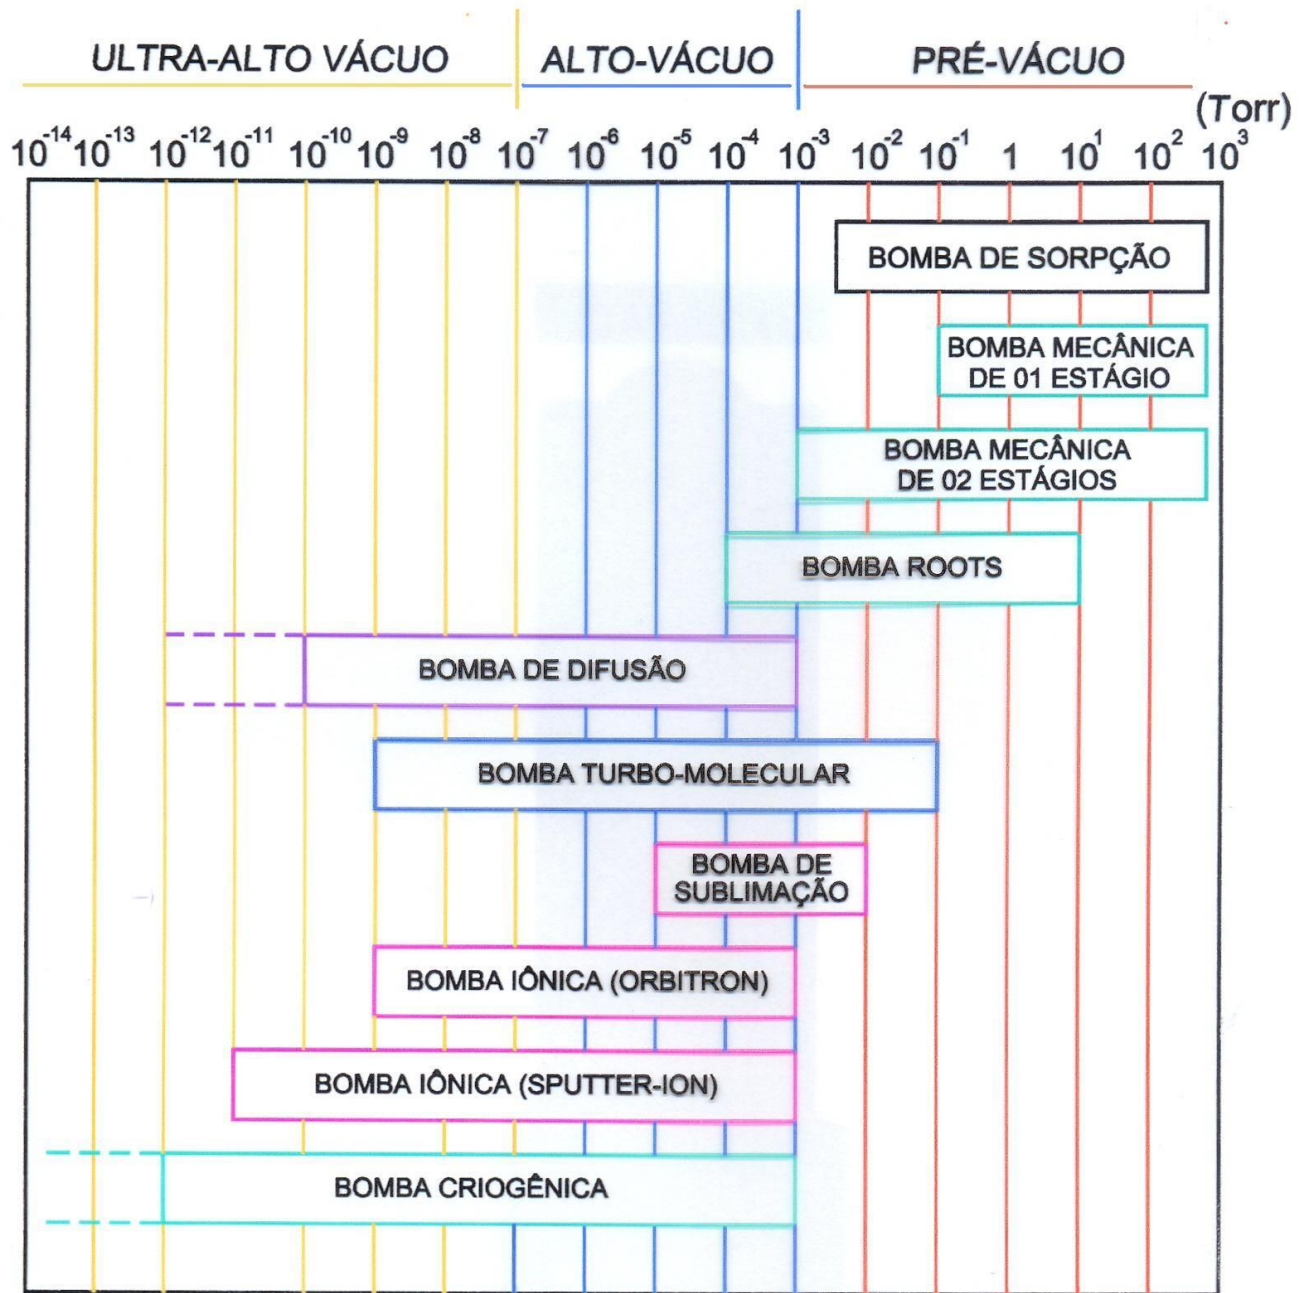 ULTRA-ALTO VÁCUO ALTO-VÁCUO PRÉ-VÁCUO
(Torr)
10⁻¹⁴ 10⁻¹³ 10⁻¹² 10⁻¹¹ 10⁻¹⁰ 10⁻⁹ 10⁻⁸ 10⁻⁷ 10⁻⁶ 10⁻⁵ 10⁻⁴ 10⁻³ 10⁻² 10⁻¹ 1 10¹ 10² 10³
BOMBA DE SORPÇÃO
BOMBA MECÂNICA
DE 01 ESTÁGIO
BOMBA MECÂNICA
DE 02 ESTÁGIOS
BOMBA ROOTS
BOMBA DE DIFUSÃO
BOMBA TURBO-MOLECULAR
BOMBA DE
SUBLIMAÇÃO
BOMBA IÔNICA (ORBITRON)
BOMBA IÔNICA (SPUTTER-ION)
BOMBA CRIOGÊNICA